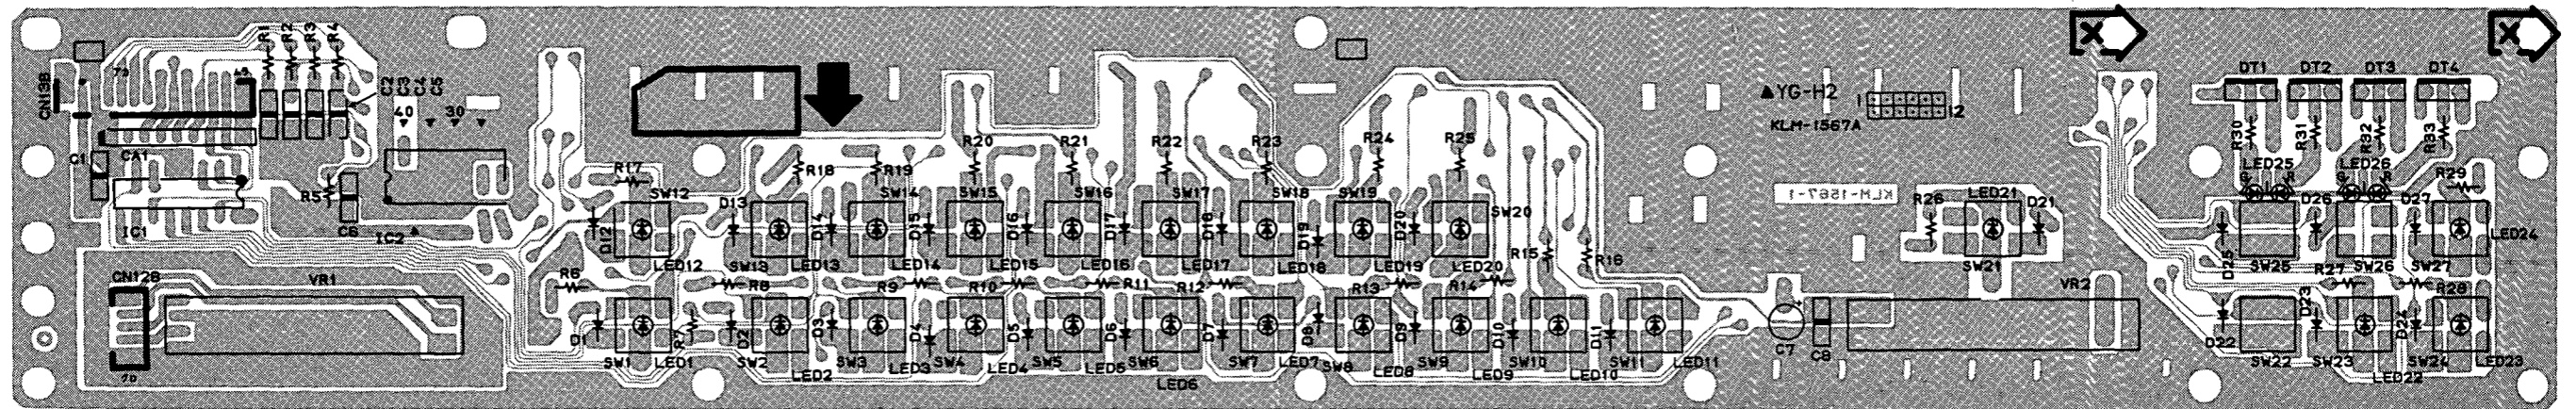 R1 R2 R3 R4
CN13B
C2 C3 C4 C5
40 30
C1 CA1
R5
C6
IC1 IC2
CN12B
VR1
▲YG-H2
1 12
KLM-1567A
KLM-1567-1
R17 R18 R19 R20 R21 R22 R23 R24 R25
SW12 SW14 SW15 SW16 SW17 SW18 SW19 SW20
D12 D13 D14 D15 D16 D17 D18 D19 D20
LED12 SW13 LED13 LED14 LED15 LED16 LED17 LED18 LED19 LED20
R15 R16
R6 R8 R9 R10 R11 R12 R13 R14
D1 R7 D2 D3 D4 D5 D6 D7 D8 D9 D10 D11
SW1 LED1 SW2 LED2 SW3 LED3 SW4 LED4 SW5 LED5 SW6 LED6 SW7 LED7 SW8 LED8 SW9 LED9 SW10 LED10 SW11 LED11
R26 LED21 D21
SW21
C7 C8
VR2
X X
DT1 DT2 DT3 DT4
R30 R31 R32 R33
LED25 LED26
R29
D26 D27
LED24
D25 SW25 R27 SW26 SW27
R28
D22 D23 D24
SW22 SW23 SW24 LED23
LED22